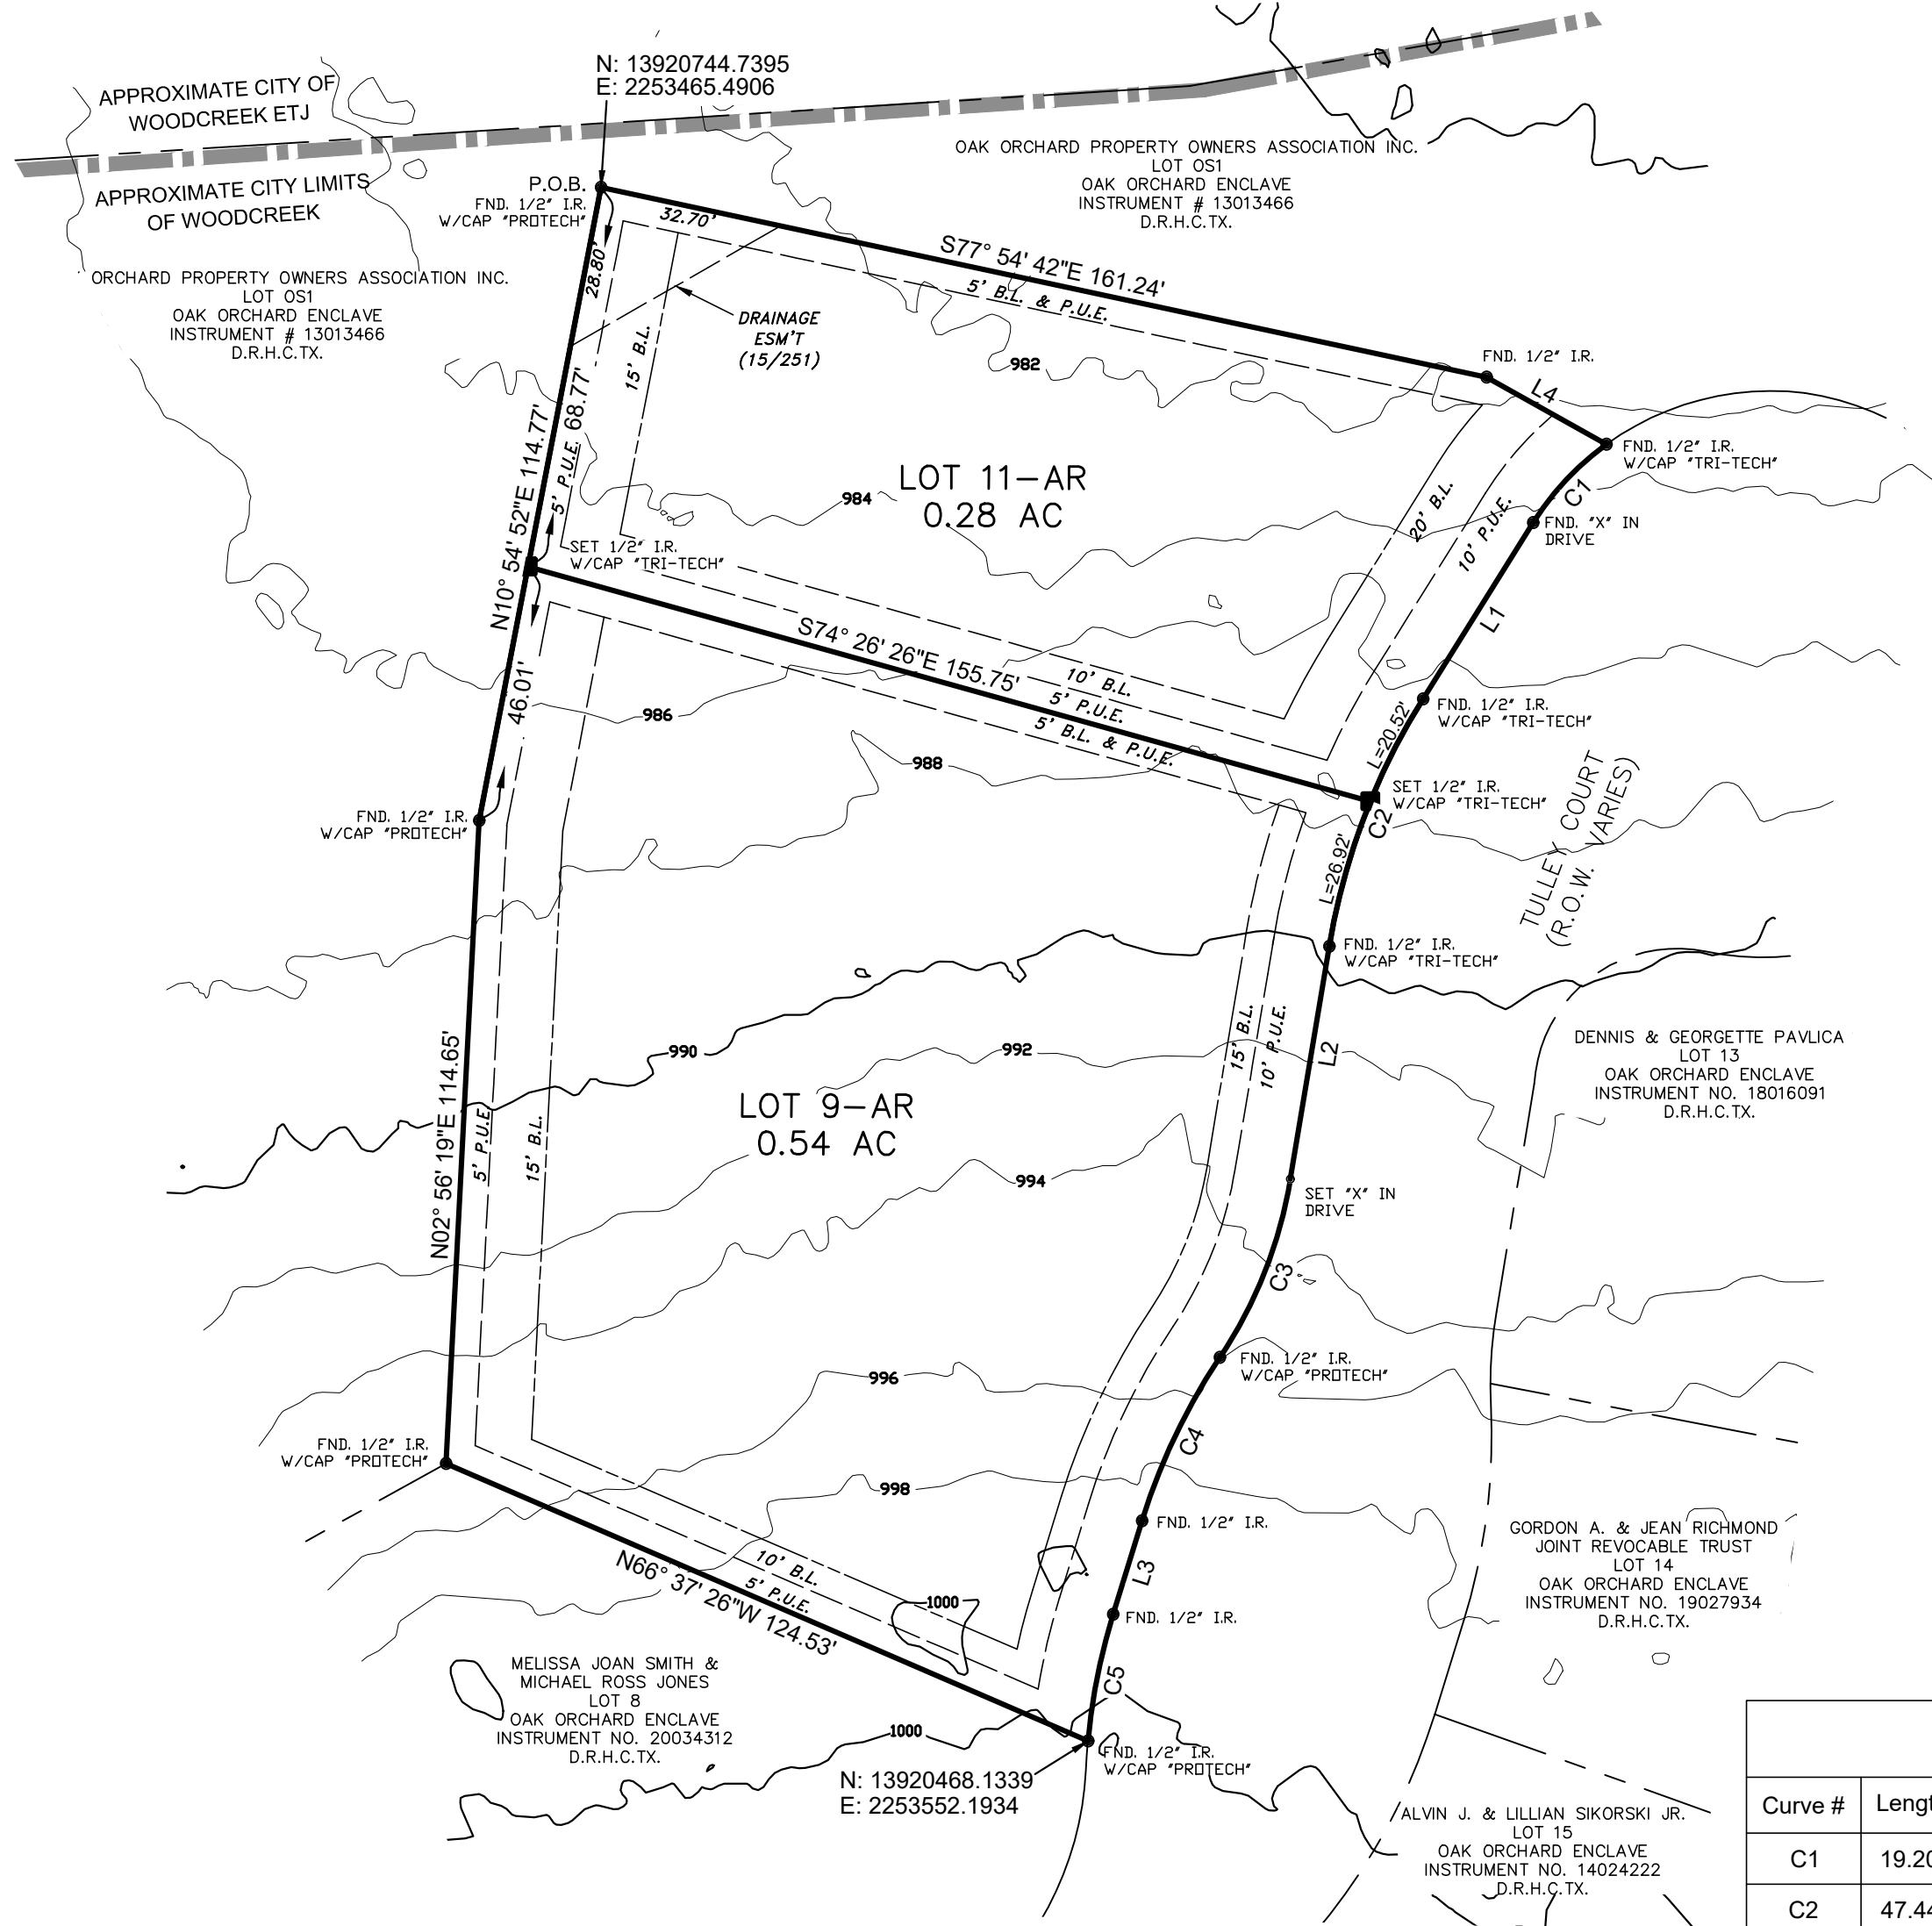 N: 13920744.7395
E: 2253465.4906
APPROXIMATE CITY OF
WOODCREEK ETJ
APPROXIMATE CITY LIMITS
OF WOODCREEK
OAK ORCHARD PROPERTY OWNERS ASSOCIATION INC.
LOT OS1
OAK ORCHARD ENCLAVE
INSTRUMENT # 13013466
D.R.H.C.TX.
P.O.B.
FND. 1/2" I.R.
W/CAP "PROTECH"
32.70'
28.80'
S77° 54' 42"E 161.24'
5' B.L. & P.U.E.
ORCHARD PROPERTY OWNERS ASSOCIATION INC.
LOT OS1
OAK ORCHARD ENCLAVE
INSTRUMENT # 13013466
D.R.H.C.TX.
DRAINAGE
ESM'T
(15/251)
15' B.L.
982
FND. 1/2" I.R.
L4
FND. 1/2" I.R.
W/CAP "TRI-TECH"
C1
FND. "X" IN
DRIVE
N10° 54' 52"E 114.77'
5' P.U.E.
68.77'
984
LOT 11-AR
0.28 AC
20' B.L.
10' P.U.E.
SET 1/2" I.R.
W/CAP "TRI-TECH"
L1
S74° 26' 26"E 155.75'
10' B.L.
5' P.U.E.
5' B.L. & P.U.E.
46.01'
986
988
FND. 1/2" I.R.
W/CAP "TRI-TECH"
L=20.52'
SET 1/2" I.R.
W/CAP "TRI-TECH"
C2
L=26.92'
TULLEY COURT
(R.O.W. VARIES)
FND. 1/2" I.R.
W/CAP "PROTECH"
FND. 1/2" I.R.
W/CAP "TRI-TECH"
N02° 56' 19"E 114.65'
5' P.U.E.
15' B.L.
990
992
15' B.L.
10' P.U.E.
L2
DENNIS & GEORGETTE PAVLICA
LOT 13
OAK ORCHARD ENCLAVE
INSTRUMENT NO. 18016091
D.R.H.C.TX.
LOT 9-AR
0.54 AC
994
SET "X" IN
DRIVE
C3
FND. 1/2" I.R.
W/CAP "PROTECH"
996
C4
FND. 1/2" I.R.
W/CAP "PROTECH"
998
FND. 1/2" I.R.
L3
FND. 1/2" I.R.
GORDON A. & JEAN RICHMOND
JOINT REVOCABLE TRUST
LOT 14
OAK ORCHARD ENCLAVE
INSTRUMENT NO. 19027934
D.R.H.C.TX.
10' B.L.
5' P.U.E.
N66° 37' 26"W 124.53'
1000
C5
MELISSA JOAN SMITH &
MICHAEL ROSS JONES
LOT 8
OAK ORCHARD ENCLAVE
INSTRUMENT NO. 20034312
D.R.H.C.TX.
1000
FND. 1/2" I.R.
W/CAP "PROTECH"
N: 13920468.1339
E: 2253552.1934
ALVIN J. & LILLIAN SIKORSKI JR.
LOT 15
OAK ORCHARD ENCLAVE
INSTRUMENT NO. 14024222
D.R.H.C.TX.
Curve #
C1 19.20
C2 47.44